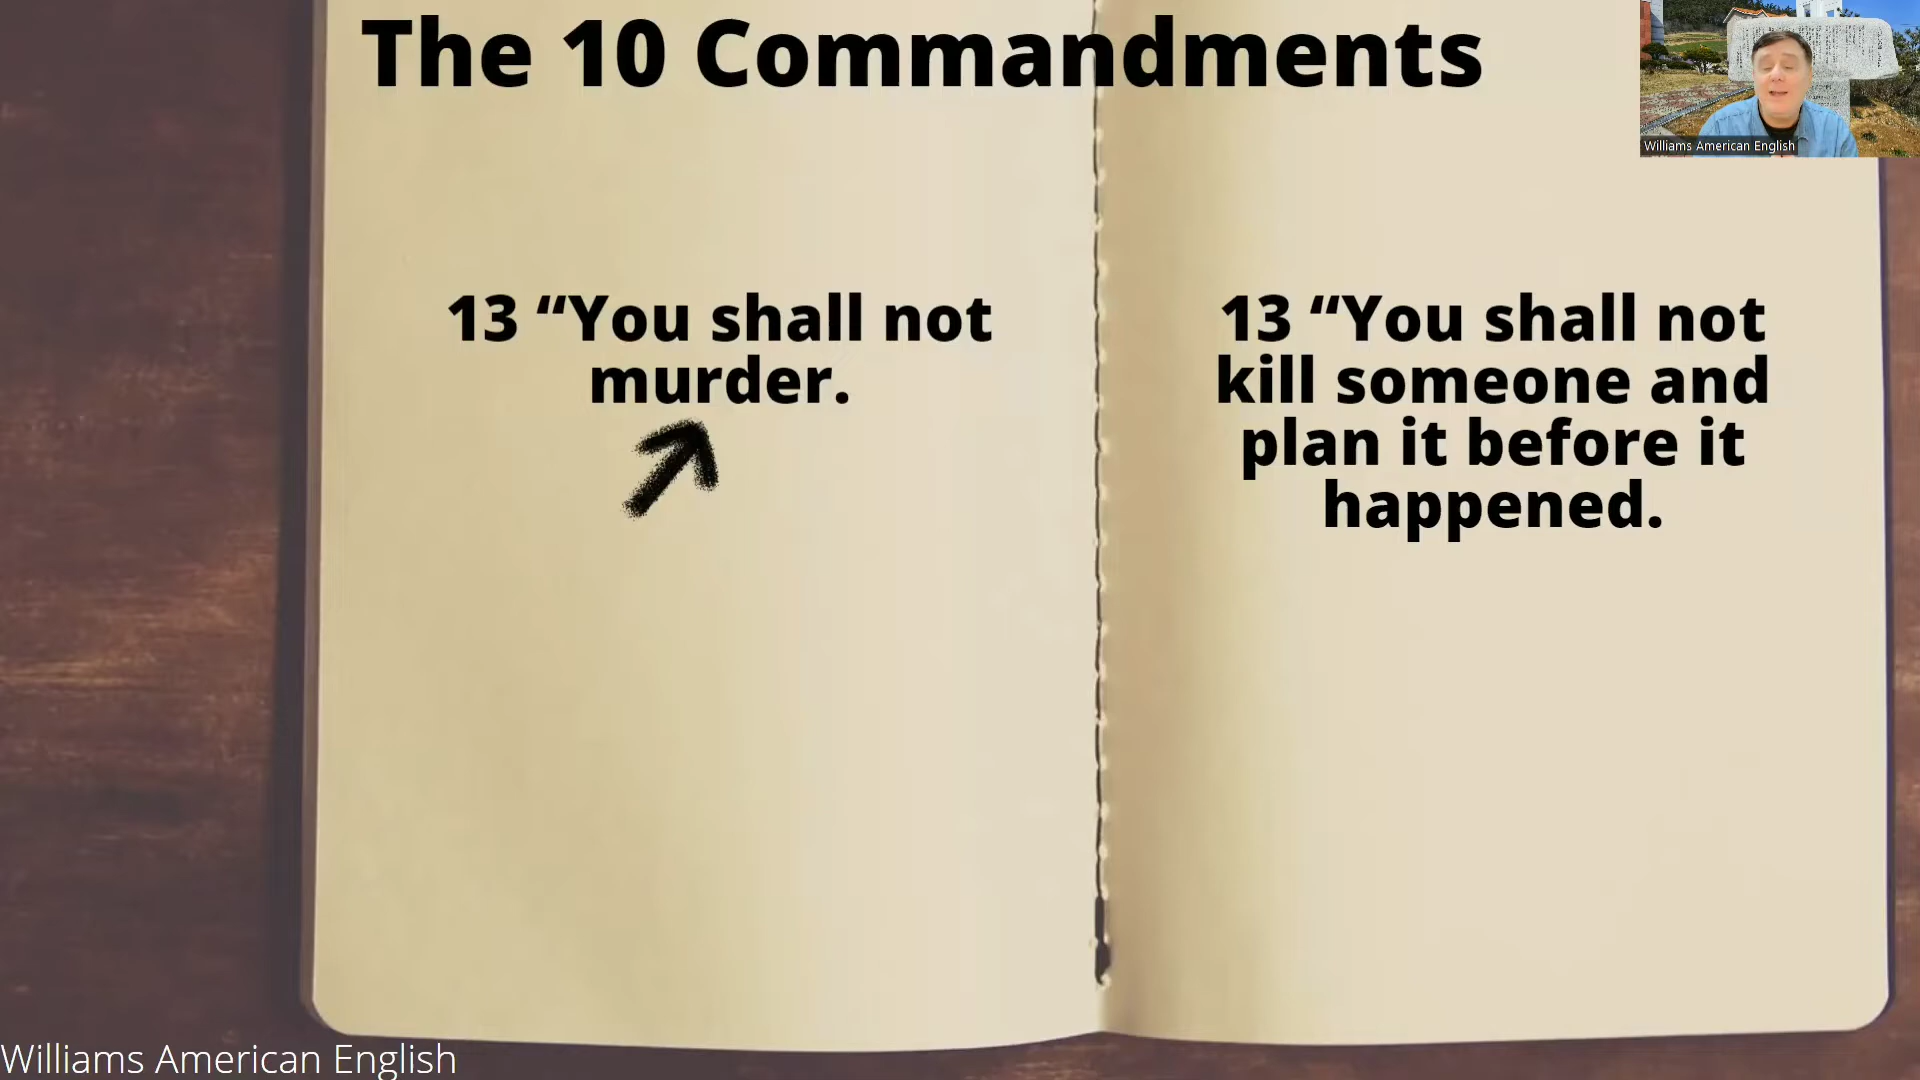 The 10 Commandments
Williams American English
13 “You shall not
murder.
13 “You shall not
kill someone and
plan it before it
happened.
Williams American English